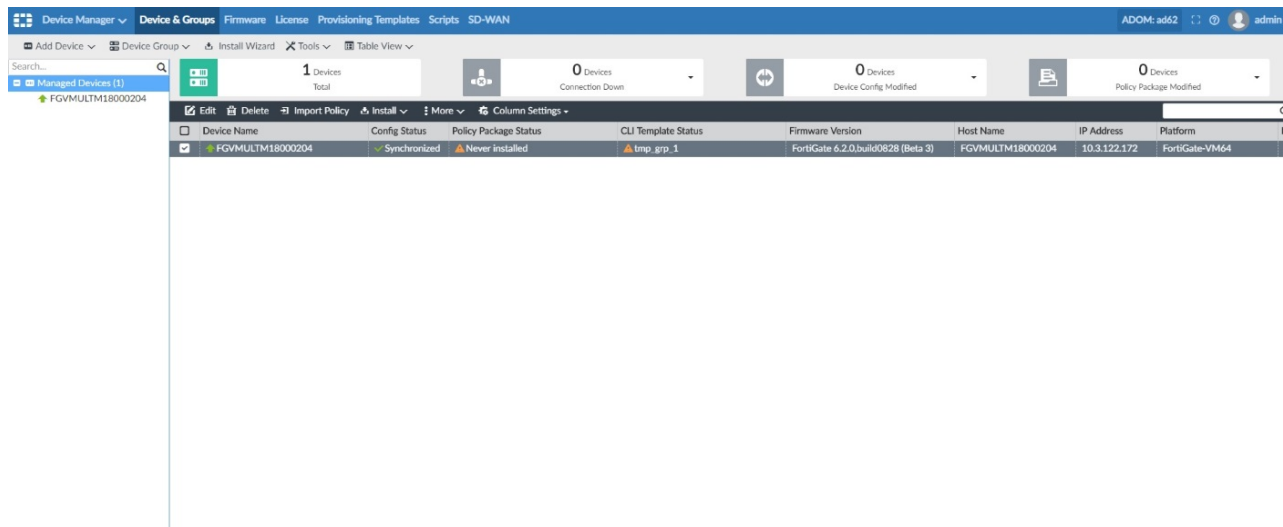 Device Manager Device & Groups Firmware License Provisioning Templates Scripts SD-WAN ADOM: ad62 admin
Add Device Device Group Install Wizard Tools Table View
Search...
Managed Devices (1)
FGVMULTM18000204
1 Devices
Total
0 Devices
Connection Down
0 Devices
Device Config Modified
0 Devices
Policy Package Modified
Edit Delete Import Policy Install More Column Settings
Device Name Config Status Policy Package Status CLI Template Status Firmware Version Host Name IP Address Platform
FGVMULTM18000204 Synchronized Never installed tmp_grp_1 FortiGate 6.2.0,build0828 (Beta 3) FGVMULTM18000204 10.3.122.172 FortiGate-VM64